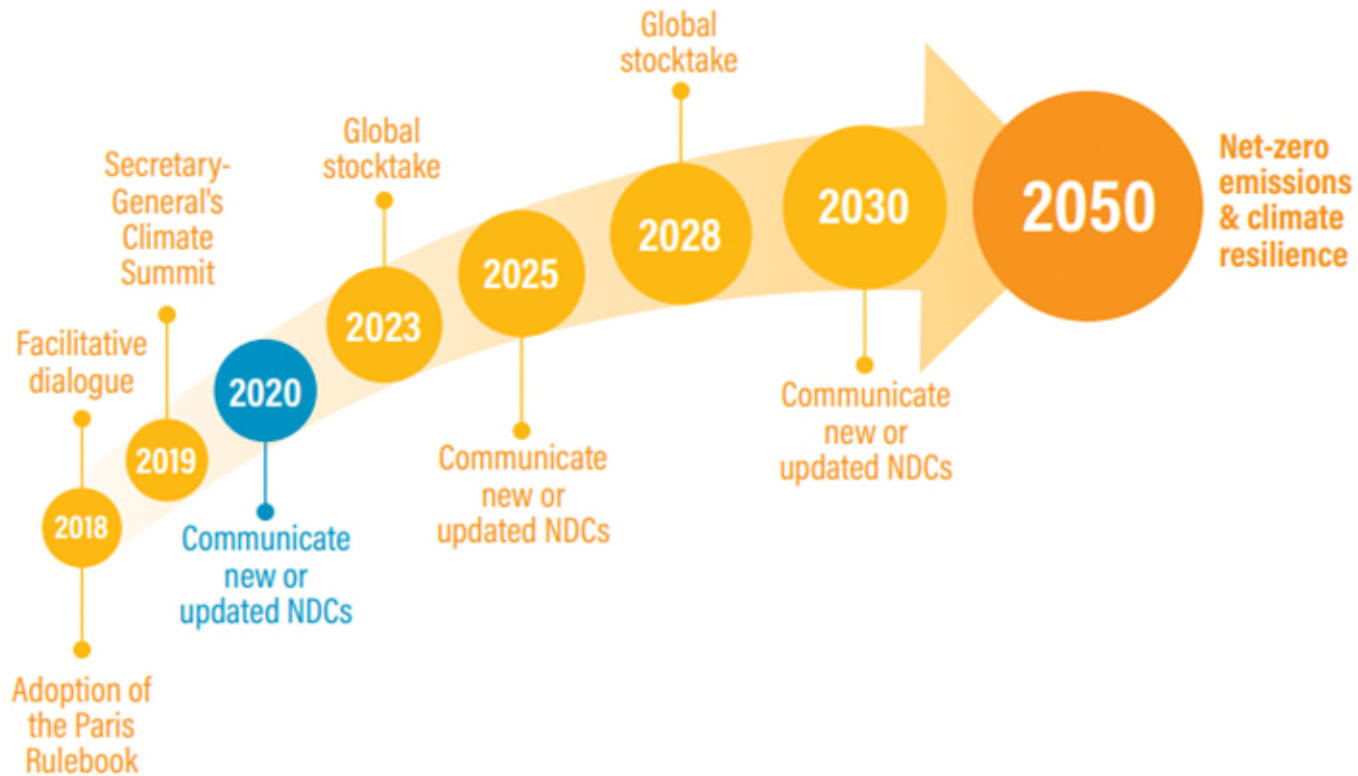 Facilitative
dialogue
2018
Adoption of
the Paris
Rulebook
Secretary-
General's
Climate
Summit
2019
2020
Communicate
new or
updated NDCs
Global
stocktake
2023
2025
Communicate
new or
updated NDCs
Global
stocktake
2028
2030
Communicate
new or
updated NDCs
2050
Net-zero
emissions
& climate
resilience